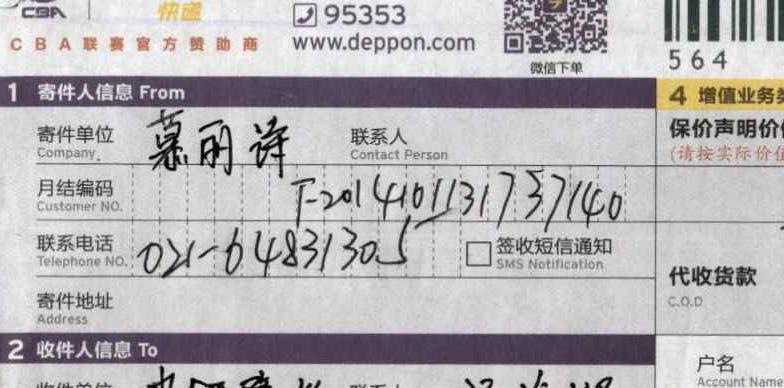 CBA 快递 95353
CBA联赛官方赞助商 www.deppon.com
微信下单
564
1 寄件人信息 From
4 增值业务
寄件单位 慕丽诗 联系人
Company. Contact Person
保价声明价
(请按实际价值
月结编码 T-2014101131737140
Customer NO.
联系电话 021-64831305 签收短信通知
Telephone NO. SMS Notification
代收货款
C.O.D
寄件地址
Address
2 收件人信息 To
户名
Account Name